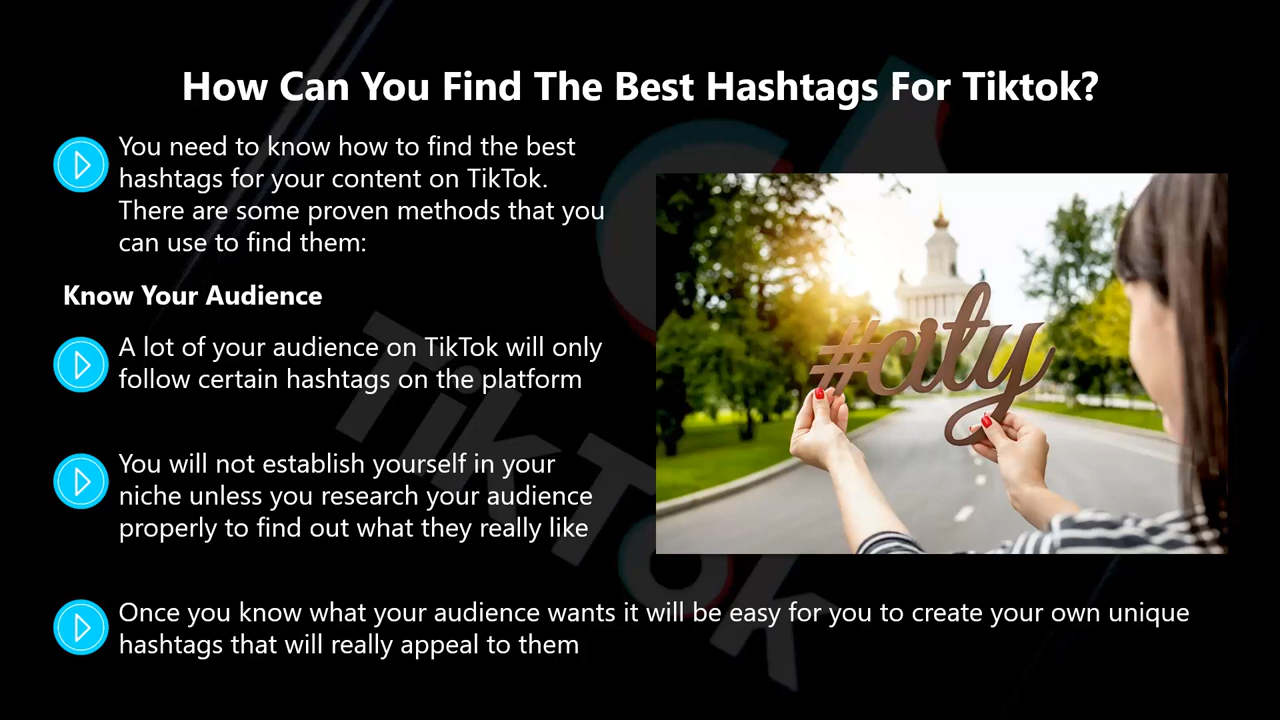 How Can You Find The Best Hashtags For Tiktok?
You need to know how to find the best
hashtags for your content on TikTok.
There are some proven methods that you
can use to find them:
Know Your Audience
A lot of your audience on TikTok will only
follow certain hashtags on the platform
You will not establish yourself in your
niche unless you research your audience
properly to find out what they really like
Once you know what your audience wants it will be easy for you to create your own unique
hashtags that will really appeal to them
#city
TikTok